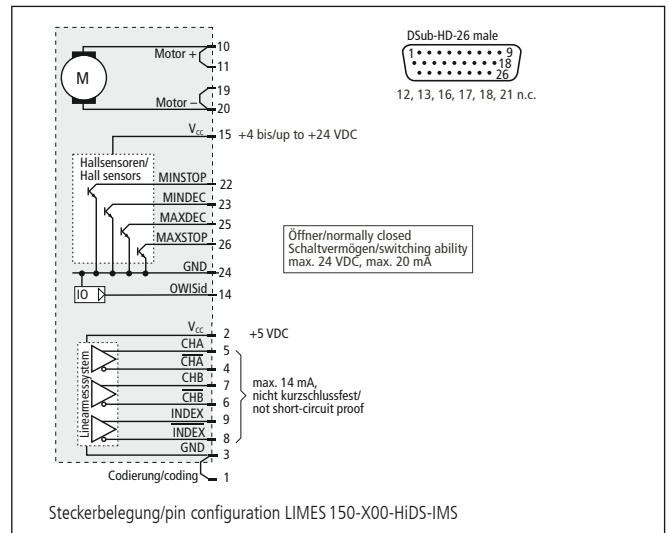 DSub-HD-26 male
1 9
18
26
12, 13, 16, 17, 18, 21 n.c.
M
Motor + 10
11
19
Motor – 20
Vcc 15 +4 bis/up to +24 VDC
Hallsensoren/
Hall sensors
MINSTOP 22
MINDEC 23
MAXDEC 25
MAXSTOP 26
GND 24
IO OWISid 14
Öffner/normally closed
Schaltvermögen/switching ability
max. 24 VDC, max. 20 mA
Linearmesssystem
Vcc 2 +5 VDC
CHA 5
C̅H̅A̅ 4
CHB 7
C̅H̅B̅ 6
INDEX 9
I̅N̅D̅E̅X̅ 8
GND 3
max. 14 mA,
nicht kurzschlussfest/
not short-circuit proof
Codierung/coding 1
Steckerbelegung/pin configuration LIMES 150-X00-HiDS-IMS